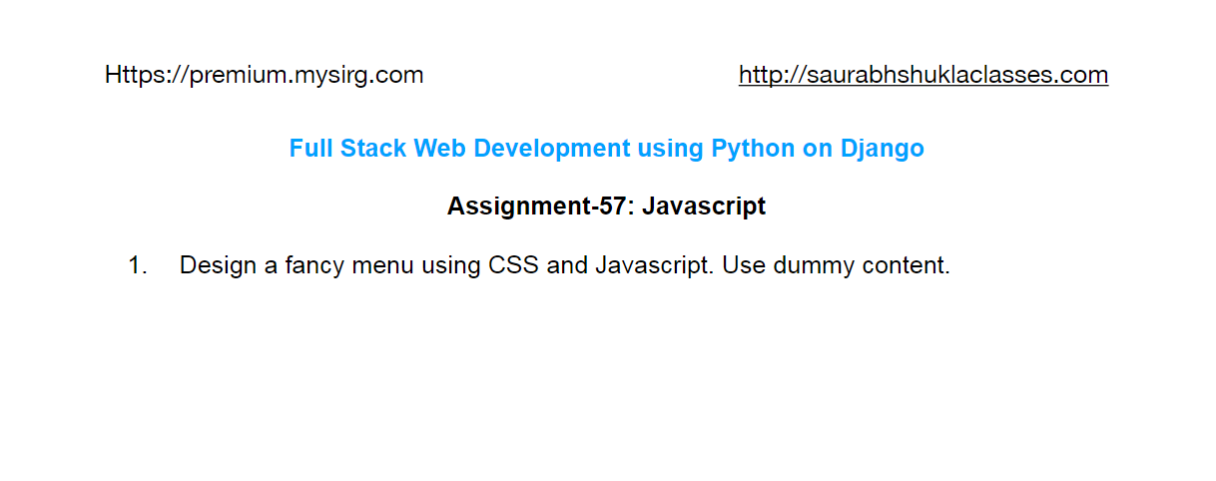 Https://premium.mysirg.com http://saurabhshuklaclasses.com
Full Stack Web Development using Python on Django
Assignment-57: Javascript
1. Design a fancy menu using CSS and Javascript. Use dummy content.